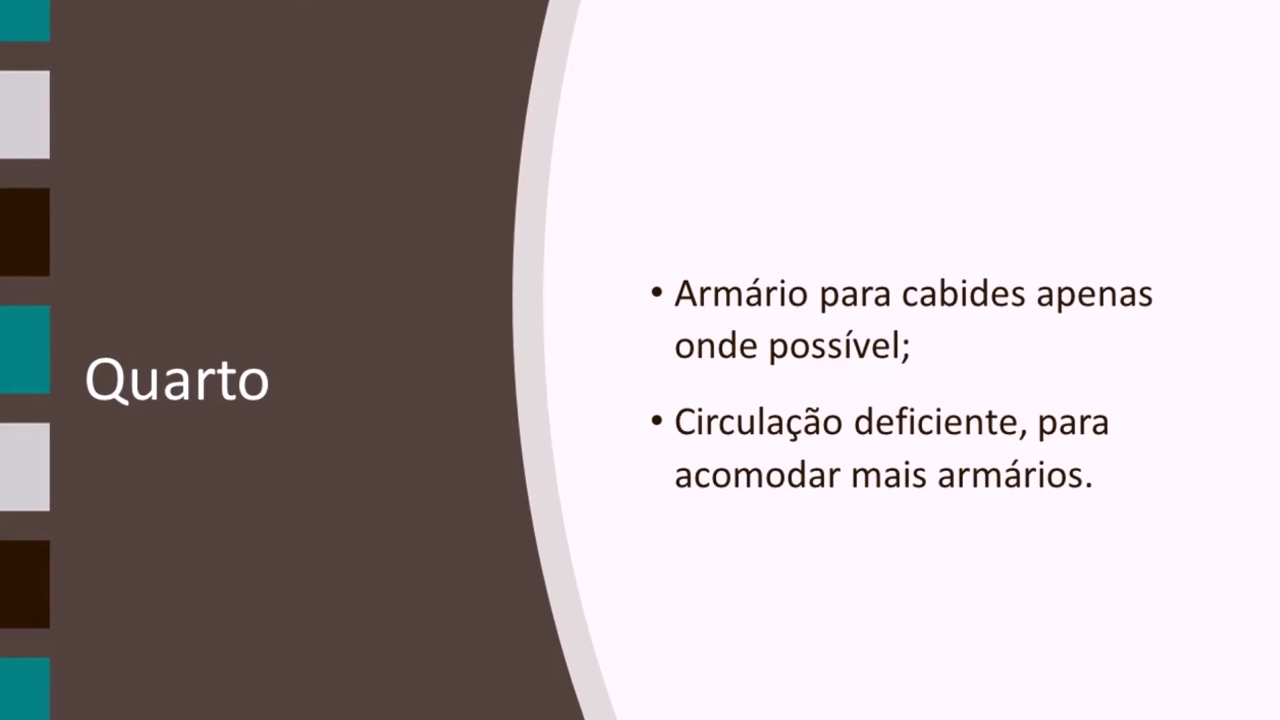 Quarto
• Armário para cabides apenas
onde possível;
• Circulação deficiente, para
acomodar mais armários.